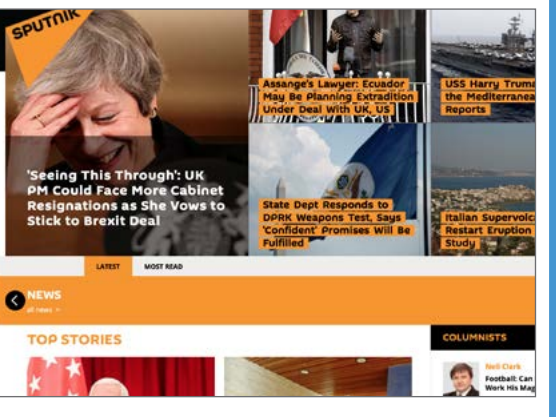 SPUTNIK
'Seeing This Through': UK
PM Could Face More Cabinet
Resignations as She Vows to
Stick to Brexit Deal
Assange's Lawyer: Ecuador
May Be Planning Extradition
Under Deal With UK, US
USS Harry Truma
the Mediterranea
Reports
State Dept Responds to
DPRK Weapons Test, Says
'Confident' Promises Will Be
Fulfilled
Italian Supervolca
Restart Eruption
Study
LATEST
MOST READ
NEWS
all news
TOP STORIES
COLUMNISTS
Neil Clark
Football: Can
Work His Mag